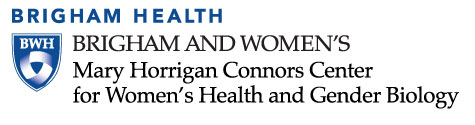 BRIGHAM HEALTH
BWH
BRIGHAM AND WOMEN'S
Mary Horrigan Connors Center
for Women's Health and Gender Biology